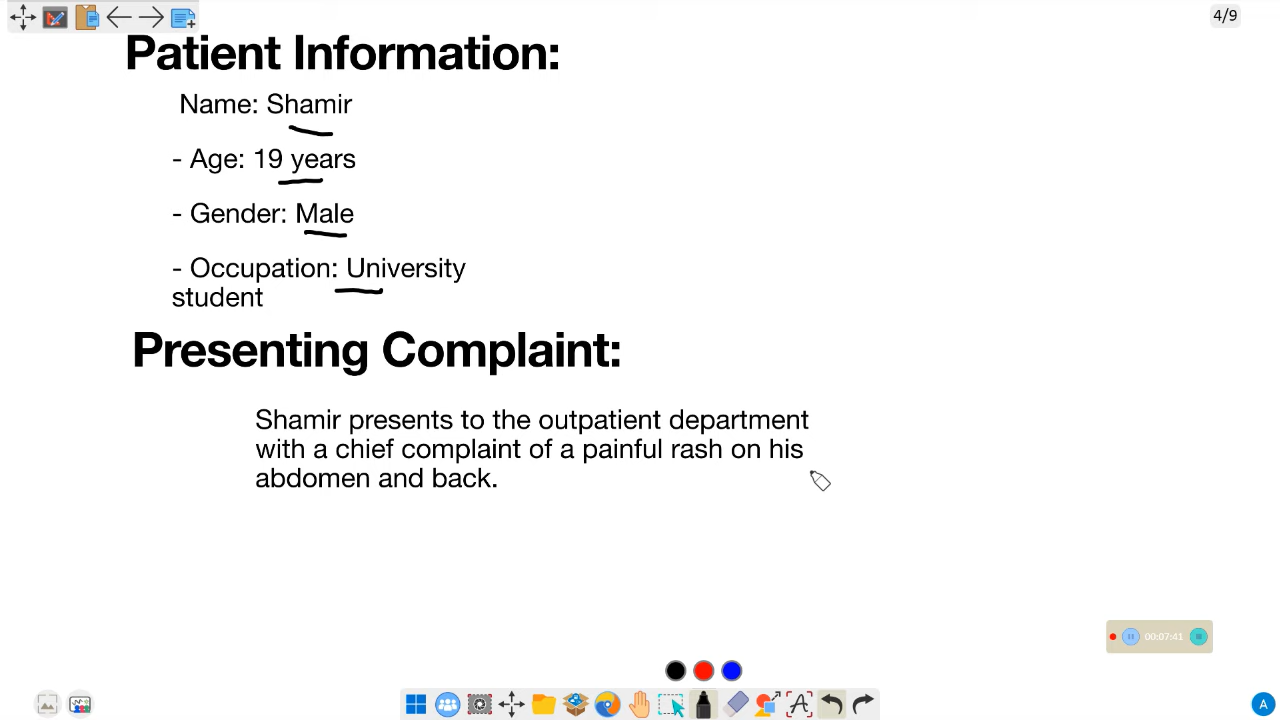 4/9
Patient Information:
Name: Shamir
- Age: 19 years
- Gender: Male
- Occupation: University
student
Presenting Complaint:
Shamir presents to the outpatient department
with a chief complaint of a painful rash on his
abdomen and back.
00:07:41
A